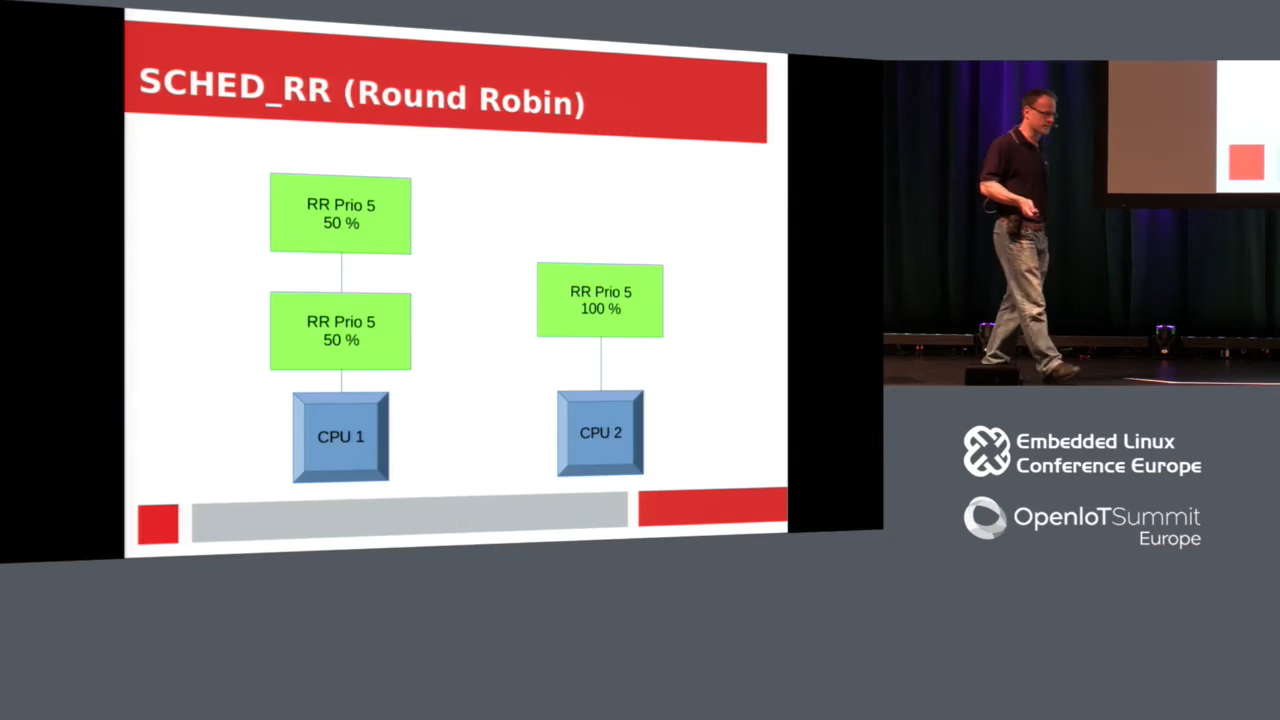 SCHED_RR (Round Robin)
RR Prio 5
50 %
RR Prio 5
50 %
CPU 1
RR Prio 5
100 %
CPU 2
Embedded Linux
Conference Europe
OpenIoTSummit
Europe